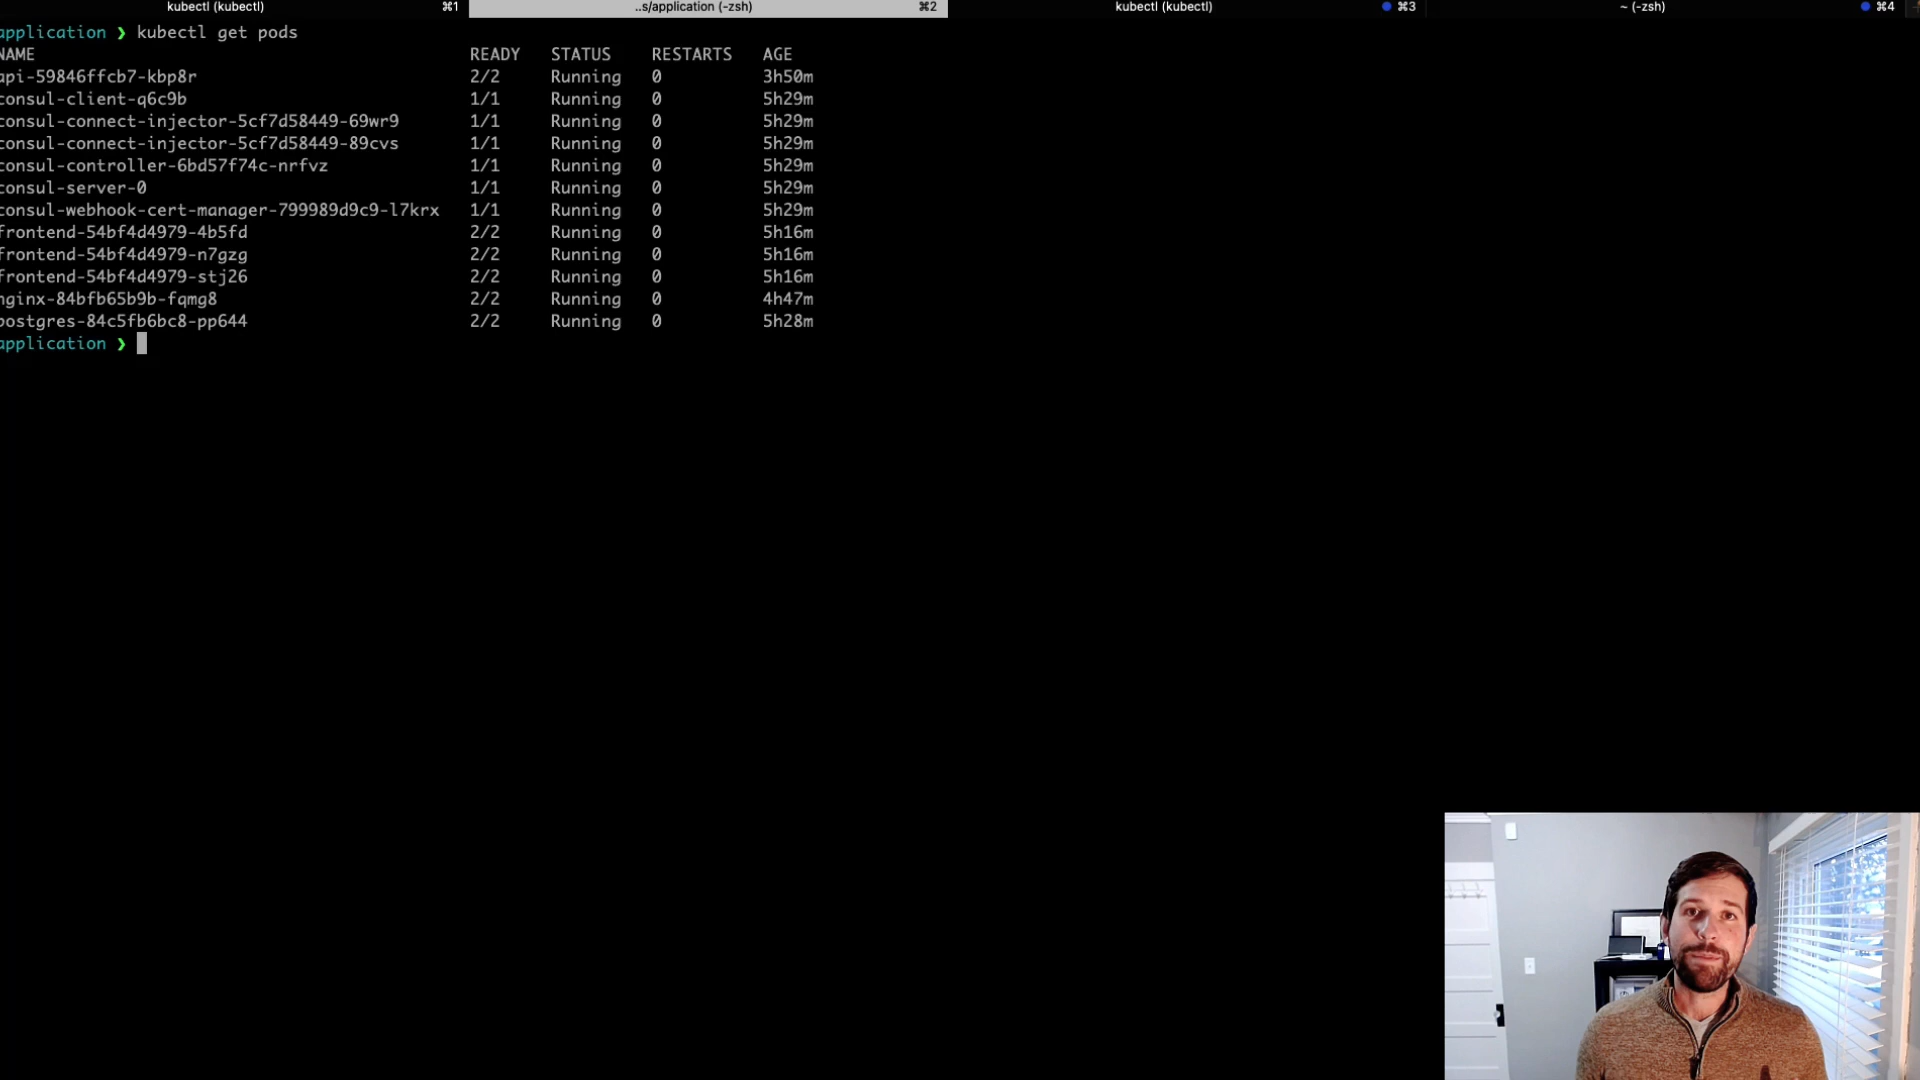 kubectl (kubectl) ⌘1 ..s/application (-zsh) ⌘2 kubectl (kubectl) ⌘3 ~ (-zsh) ⌘4
application ❯ kubectl get pods
NAME READY STATUS RESTARTS AGE
api-59846ffcb7-kbp8r 2/2 Running 0 3h50m
consul-client-q6c9b 1/1 Running 0 5h29m
consul-connect-injector-5cf7d58449-69wr9 1/1 Running 0 5h29m
consul-connect-injector-5cf7d58449-89cvs 1/1 Running 0 5h29m
consul-controller-6bd57f74c-nrfvz 1/1 Running 0 5h29m
consul-server-0 1/1 Running 0 5h29m
consul-webhook-cert-manager-799989d9c9-l7krx 1/1 Running 0 5h29m
frontend-54bf4d4979-4b5fd 2/2 Running 0 5h16m
frontend-54bf4d4979-n7gzg 2/2 Running 0 5h16m
frontend-54bf4d4979-stj26 2/2 Running 0 5h16m
nginx-84bfb65b9b-fqmg8 2/2 Running 0 4h47m
postgres-84c5fb6bc8-pp644 2/2 Running 0 5h28m
application ❯